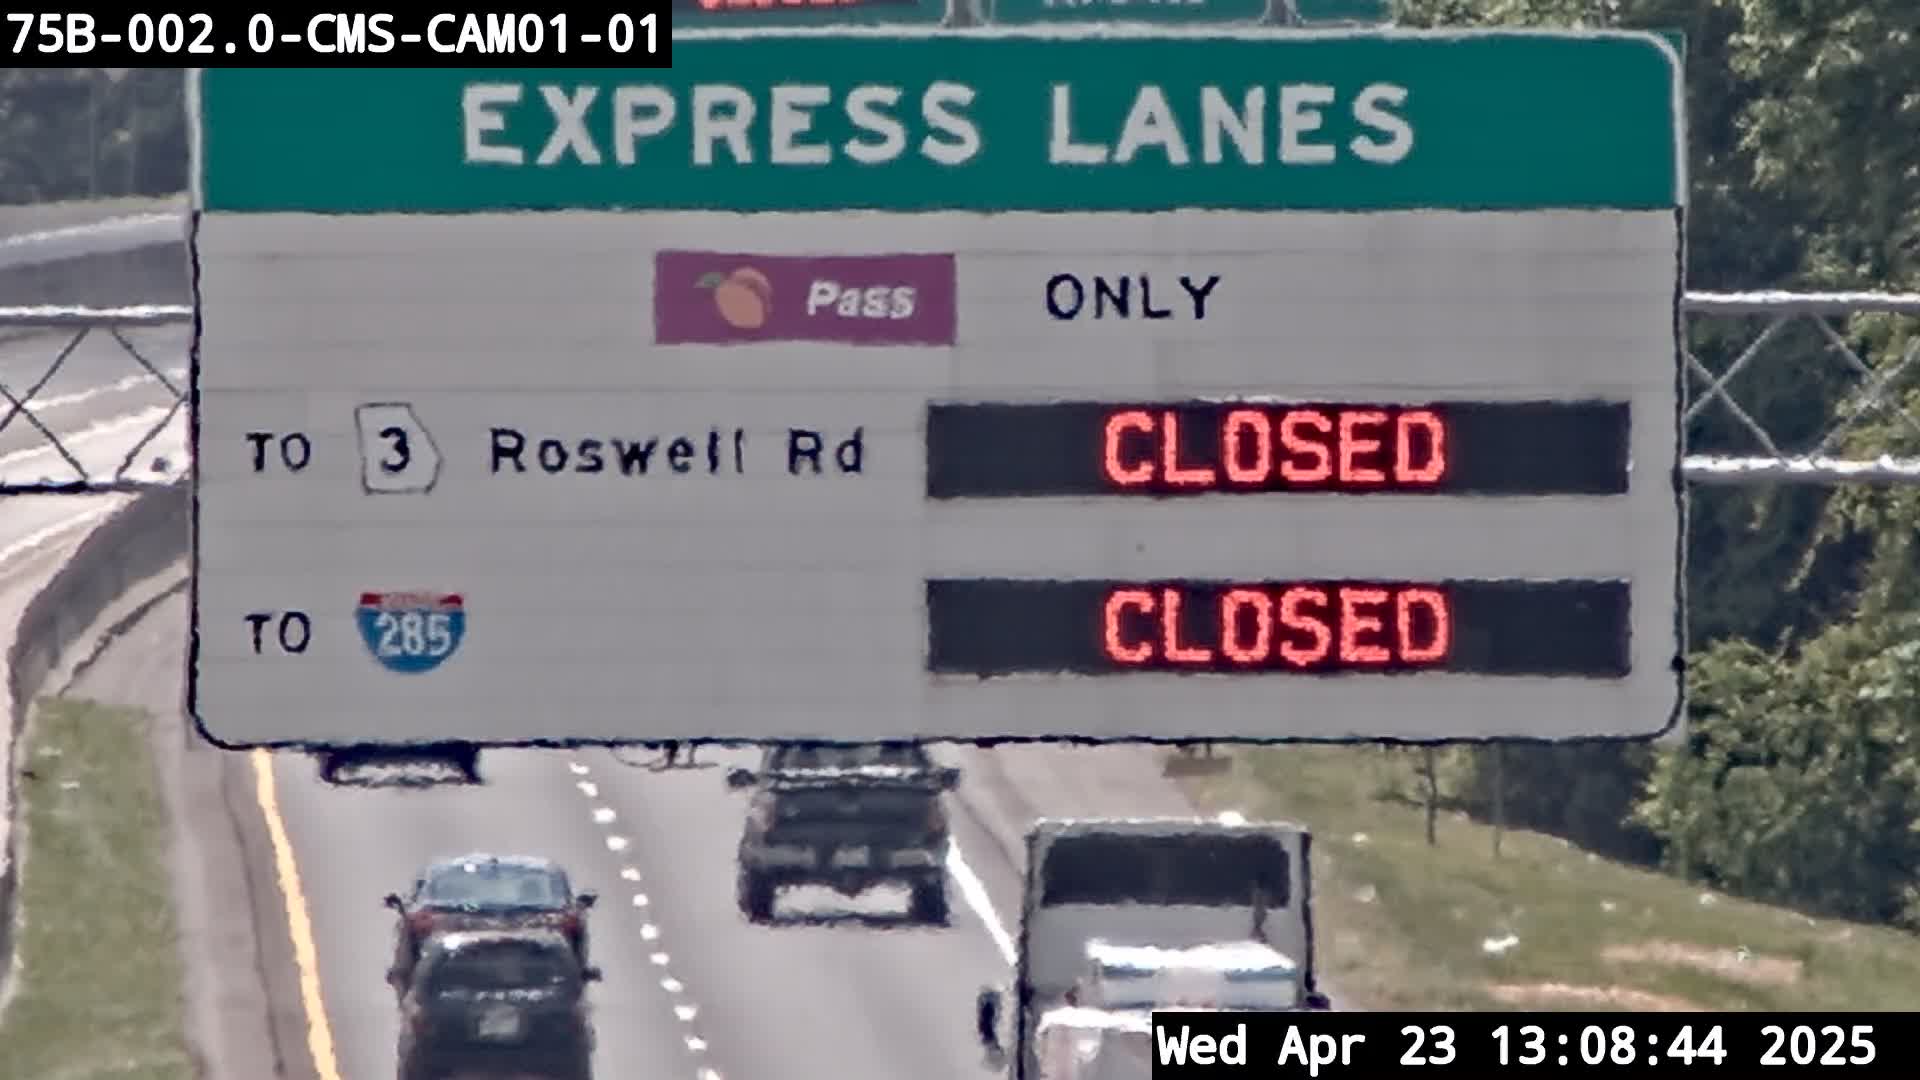 75B-002.0-CMS-CAM01-01
EXPRESS LANES
Pass ONLY
TO 3 Roswell Rd CLOSED
TO 285 CLOSED
Wed Apr 23 13:08:44 2025